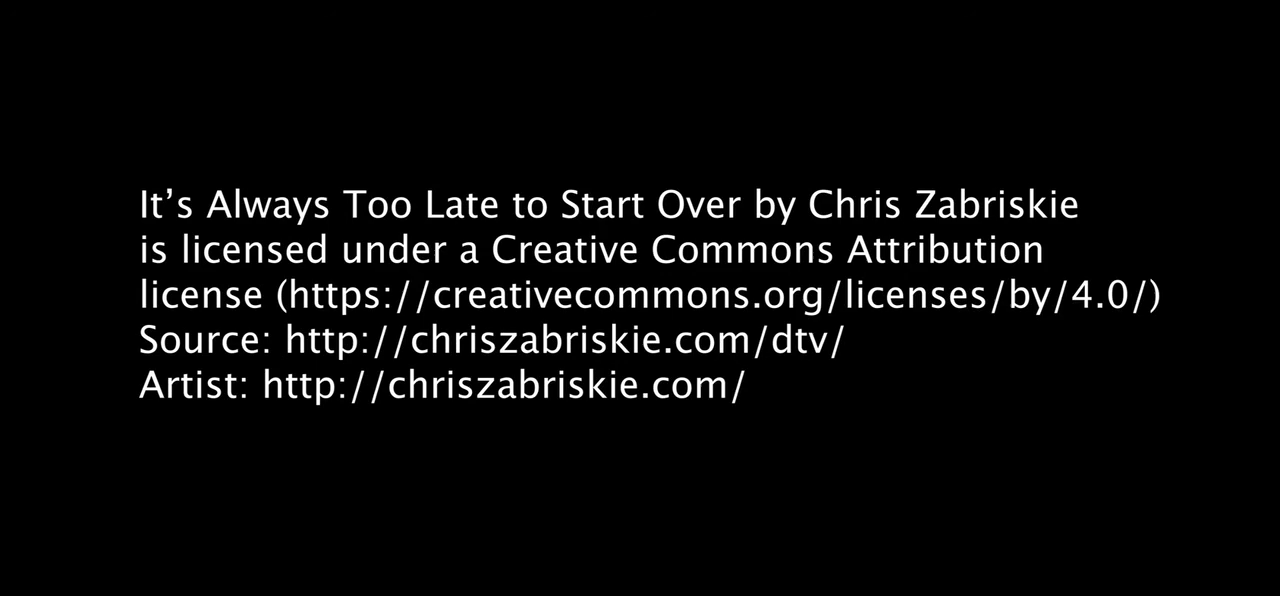 It’s Always Too Late to Start Over by Chris Zabriskie
is licensed under a Creative Commons Attribution
license (https://creativecommons.org/licenses/by/4.0/)
Source: http://chriszabriskie.com/dtv/
Artist: http://chriszabriskie.com/